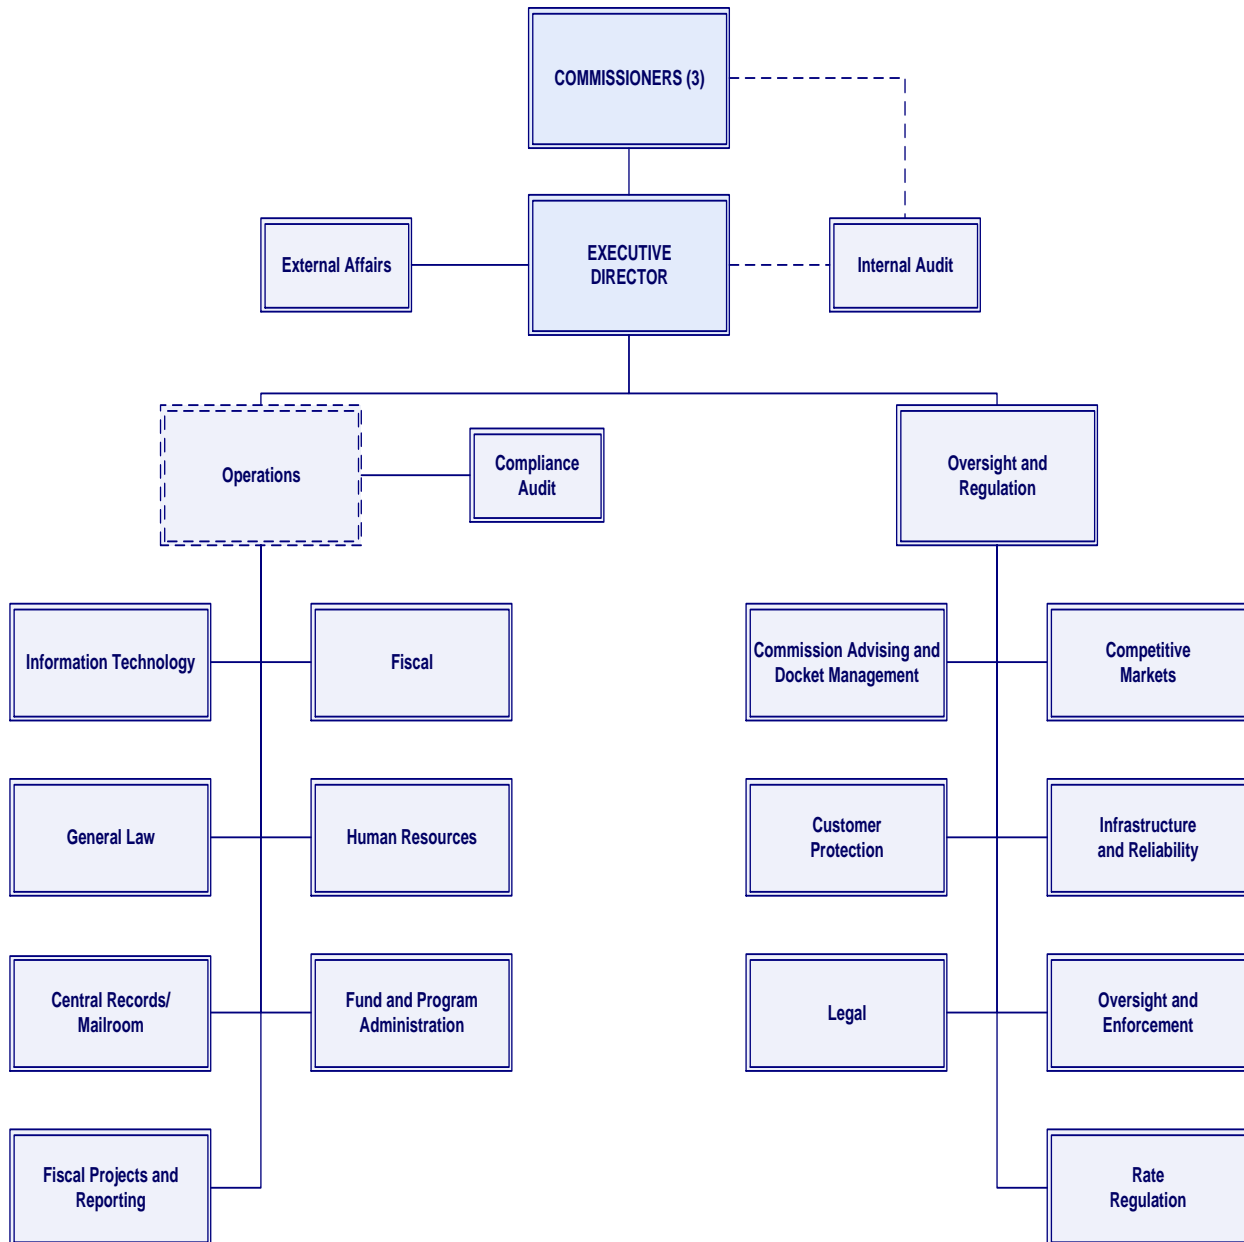 COMMISSIONERS (3)
External Affairs
EXECUTIVE
DIRECTOR
Internal Audit
Operations
Compliance
Audit
Oversight and
Regulation
Information Technology
Fiscal
Commission Advising and
Docket Management
Competitive
Markets
General Law
Human Resources
Customer
Protection
Infrastructure
and Reliability
Central Records/
Mailroom
Fund and Program
Administration
Legal
Oversight and
Enforcement
Fiscal Projects and
Reporting
Rate
Regulation